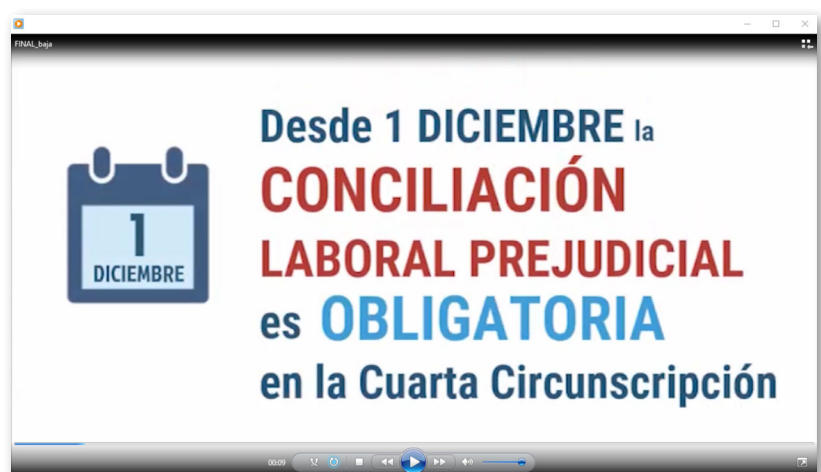 FINAL_baja
Desde 1 DICIEMBRE la
CONCILIACIÓN
LABORAL PREJUDICIAL
es OBLIGATORIA
en la Cuarta Circunscripción
1
DICIEMBRE
00:09